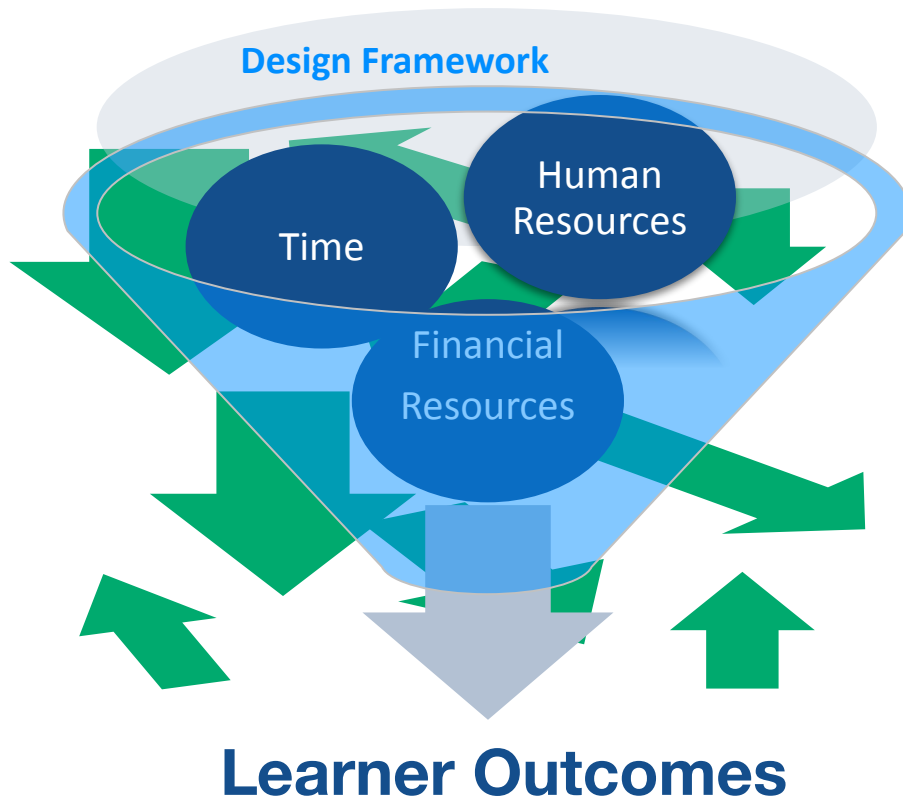 Design Framework
Human
Resources
Time
Financial
Resources
Learner Outcomes